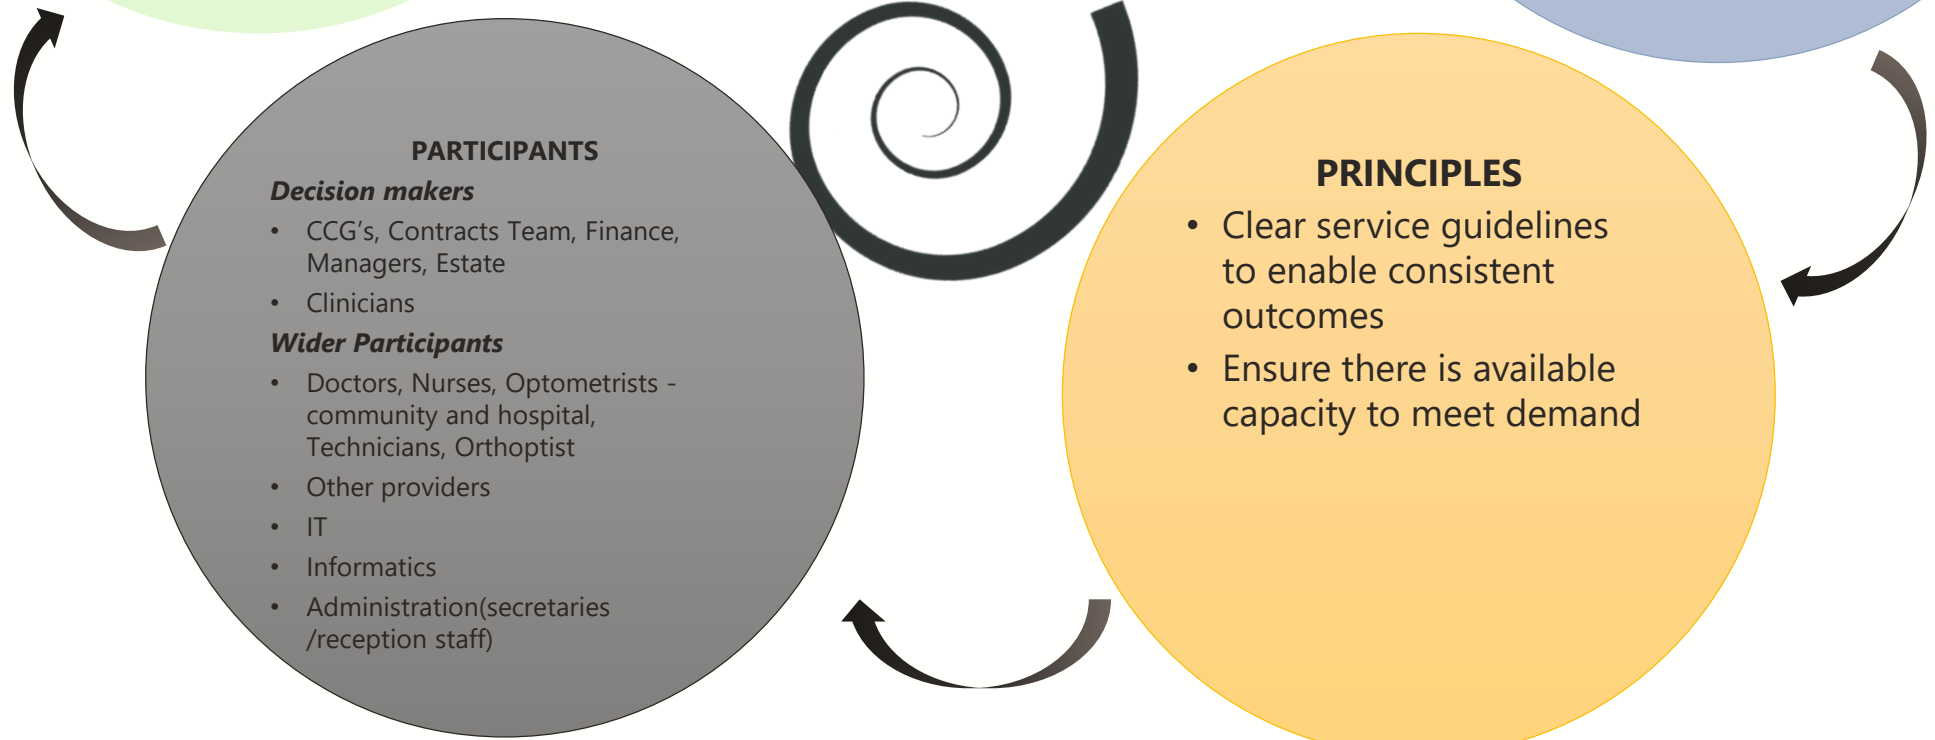 PARTICIPANTS
Decision makers
• CCG's, Contracts Team, Finance,
Managers, Estate
• Clinicians
Wider Participants
• Doctors, Nurses, Optometrists -
community and hospital,
Technicians, Orthoptist
• Other providers
• IT
• Informatics
• Administration(secretaries
/reception staff)
PRINCIPLES
• Clear service guidelines
to enable consistent
outcomes
• Ensure there is available
capacity to meet demand